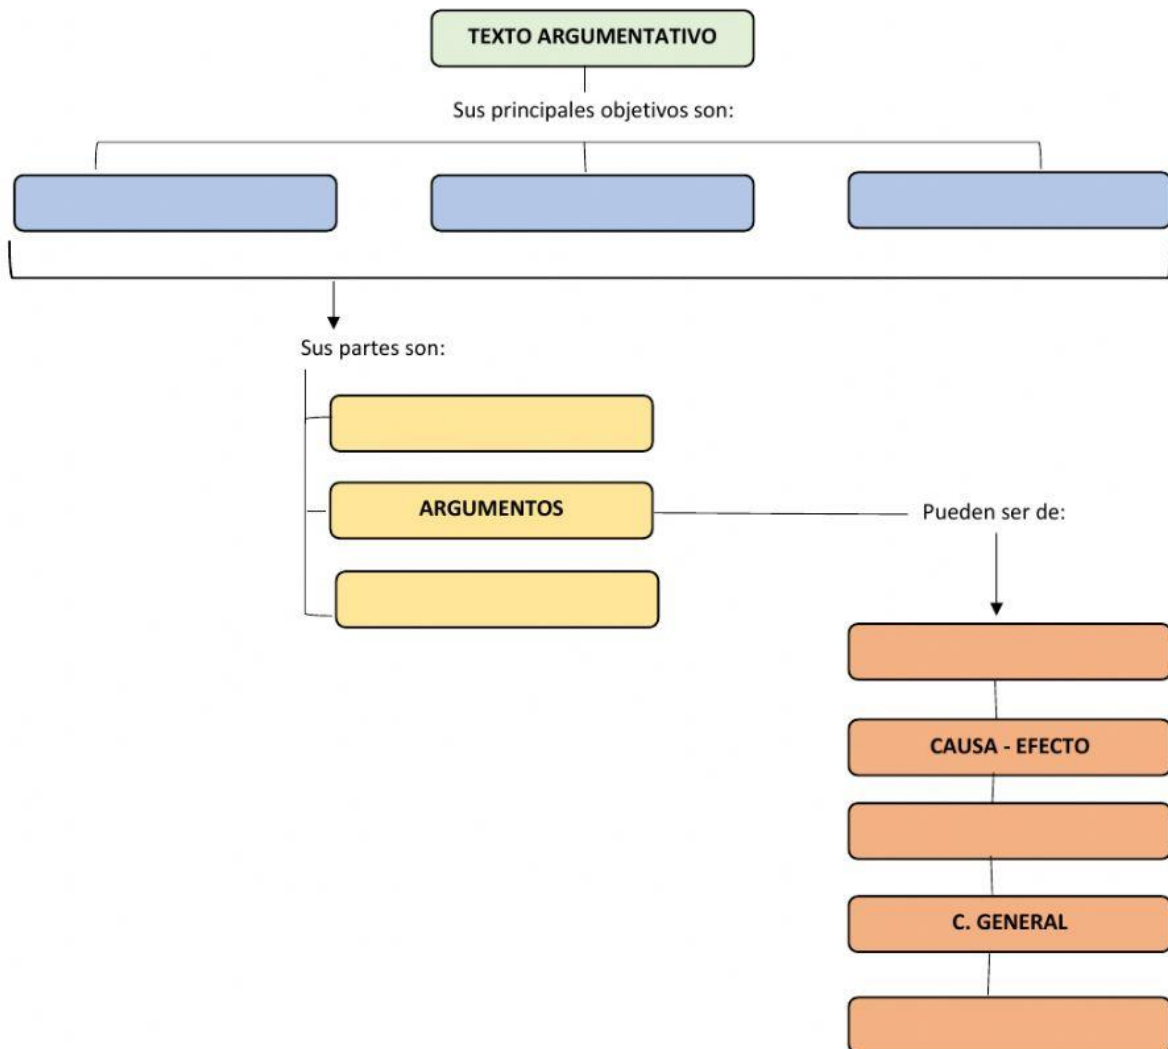 TEXTO ARGUMENTATIVO
Sus principales objetivos son:
Sus partes son:
ARGUMENTOS
Pueden ser de:
CAUSA - EFECTO
C. GENERAL